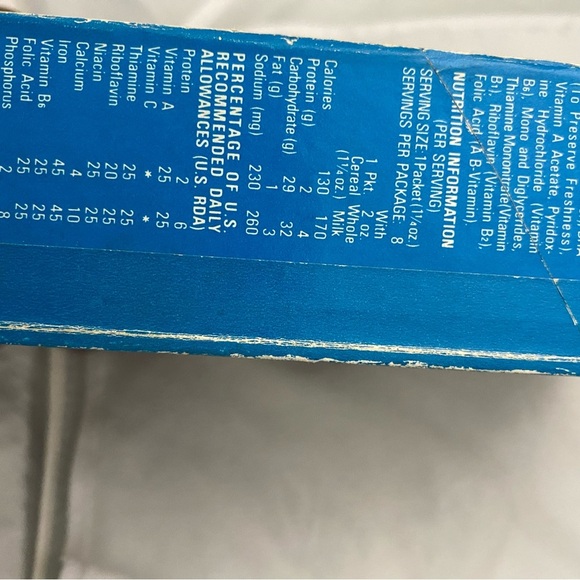 (To Preserve Freshness),
Vitamin A Acetate, Pyridox-
ine Hydrochloride (Vitamin
B₆), Mono and Diglycerides,
Thiamine Mononitrate (Vitamin
B₁), Riboflavin (Vitamin B₂),
Folic Acid (A B-Vitamin).
NUTRITION INFORMATION
(PER SERVING)
SERVING SIZE: 1 Packet (1¼ oz.)
SERVINGS PER PACKAGE: 8
With
1 Pkt. 2 oz.
Cereal Whole
(1¼ oz.) Milk
Calories 130 170
Protein (g) 2 4
Carbohydrate (g) 29 32
Fat (g) 1 3
Sodium (mg) 230 260
PERCENTAGE OF U.S.
RECOMMENDED DAILY
ALLOWANCES (U.S. RDA)
Protein 2 6
Vitamin A 25 25
Vitamin C * *
Thiamine 25 25
Riboflavin 20 25
Niacin 25 25
Calcium 4 10
Iron 45 45
Vitamin B₆ 25 25
Folic Acid 25 25
Phosphorus 2 8